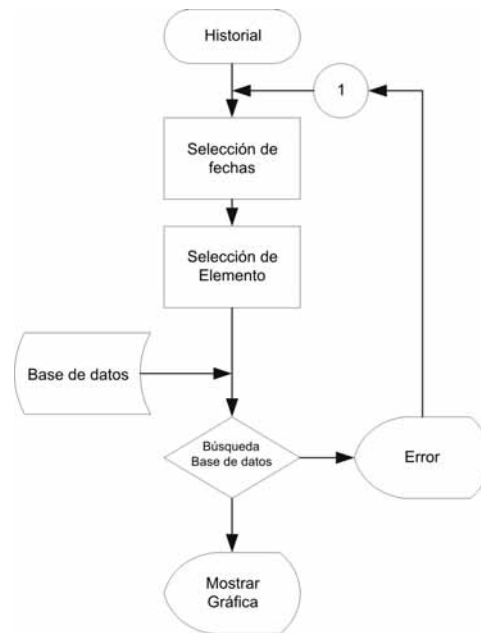 Historial
1
Selección de
fechas
Selección de
Elemento
Base de datos
Búsqueda
Base de datos
Error
Mostrar
Gráfica